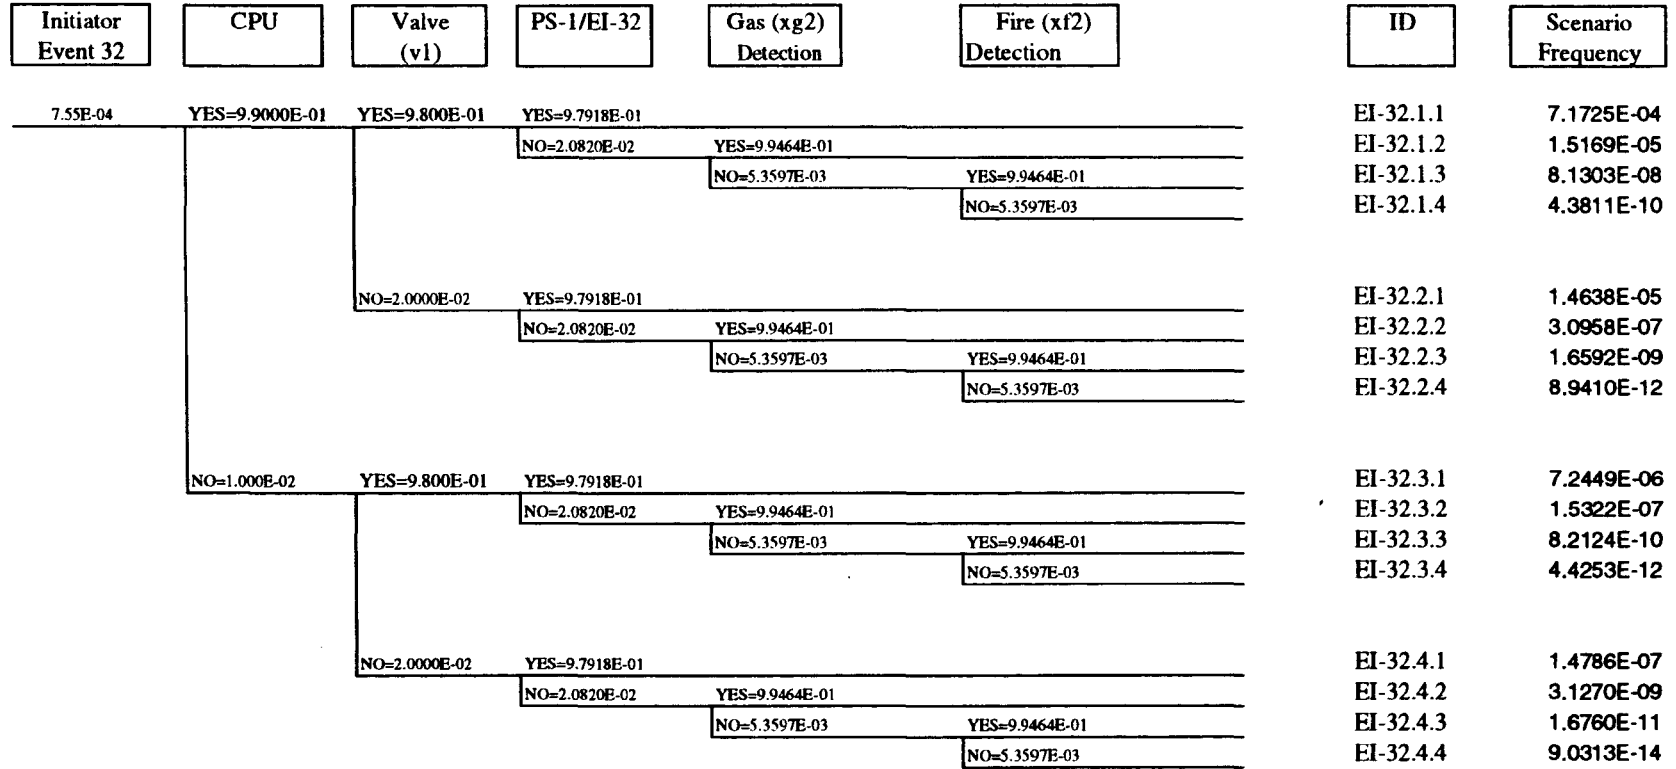 Initiator Event 32
CPU
Valve (v1)
PS-1/EI-32
Gas (xg2) Detection
Fire (xf2) Detection
ID
Scenario Frequency
7.55E-04 YES=9.9000E-01 YES=9.800E-01 YES=9.7918E-01 EI-32.1.1 7.1725E-04
NO=2.0820E-02 YES=9.9464E-01 EI-32.1.2 1.5169E-05
NO=5.3597E-03 YES=9.9464E-01 EI-32.1.3 8.1303E-08
NO=5.3597E-03 EI-32.1.4 4.3811E-10
NO=2.0000E-02 YES=9.7918E-01 EI-32.2.1 1.4638E-05
NO=2.0820E-02 YES=9.9464E-01 EI-32.2.2 3.0958E-07
NO=5.3597E-03 YES=9.9464E-01 EI-32.2.3 1.6592E-09
NO=5.3597E-03 EI-32.2.4 8.9410E-12
NO=1.000E-02 YES=9.800E-01 YES=9.7918E-01 EI-32.3.1 7.2449E-06
NO=2.0820E-02 YES=9.9464E-01 EI-32.3.2 1.5322E-07
NO=5.3597E-03 YES=9.9464E-01 EI-32.3.3 8.2124E-10
NO=5.3597E-03 EI-32.3.4 4.4253E-12
NO=2.0000E-02 YES=9.7918E-01 EI-32.4.1 1.4786E-07
NO=2.0820E-02 YES=9.9464E-01 EI-32.4.2 3.1270E-09
NO=5.3597E-03 YES=9.9464E-01 EI-32.4.3 1.6760E-11
NO=5.3597E-03 EI-32.4.4 9.0313E-14